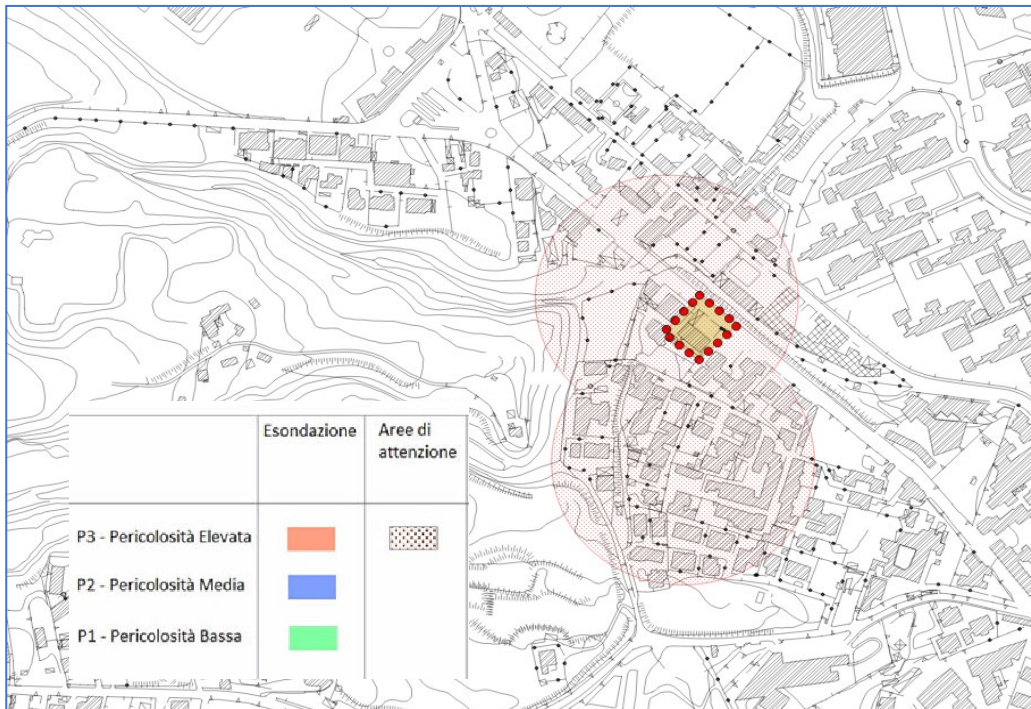 Esondazione
Aree di
attenzione
P3 - Pericolosità Elevata
P2 - Pericolosità Media
P1 - Pericolosità Bassa